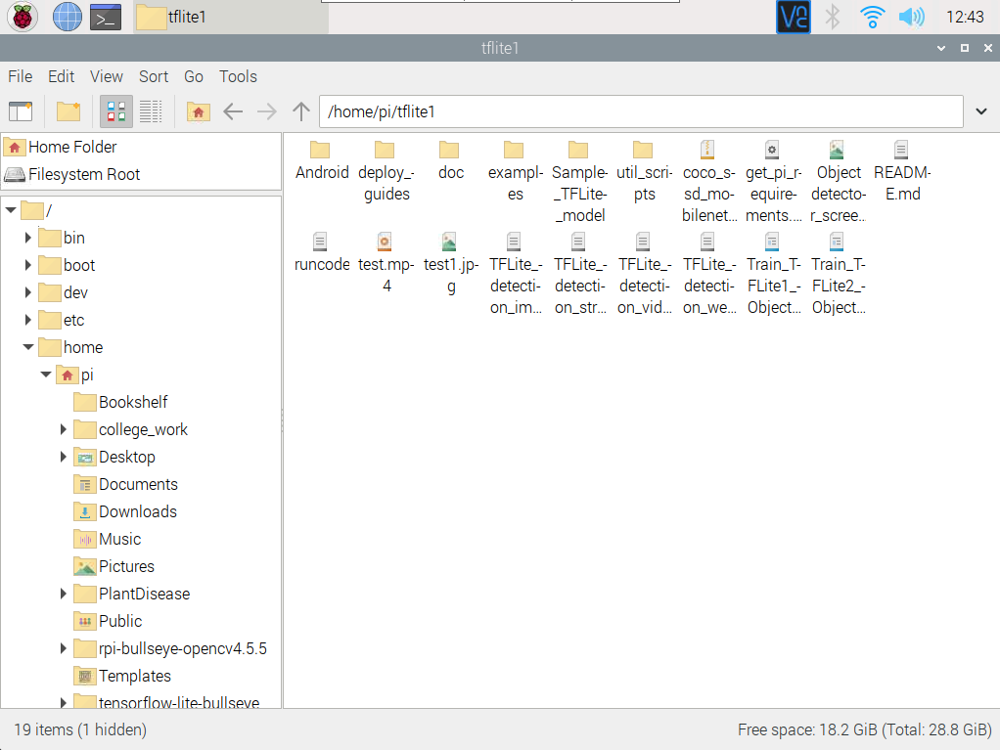 tflite1
VNC
12:43
tflite1
File Edit View Sort Go Tools
/home/pi/tflite1
Home Folder
Filesystem Root
/
bin
boot
dev
etc
home
pi
Bookshelf
college_work
Desktop
Documents
Downloads
Music
Pictures
PlantDisease
Public
rpi-bullseye-opencv4.5.5
Templates
tensorflow-lite-bullseye
Android deploy_- doc exampl- Sample- util_scri- coco_s- get_pi_r- Object READM-
guides es _TFLite- pts sd_mo- equire- detecto- E.md
_model bilenet... ments.... r_scree...
runcode test.mp- test1.jp- TFLite_- TFLite_- TFLite_- TFLite_- Train_T- Train_T-
4 g detecti- detecti- detecti- detecti- FLite1_- FLite2_-
on_im... on_str... on_vid... on_we... Object... Object...
19 items (1 hidden)
Free space: 18.2 GiB (Total: 28.8 GiB)